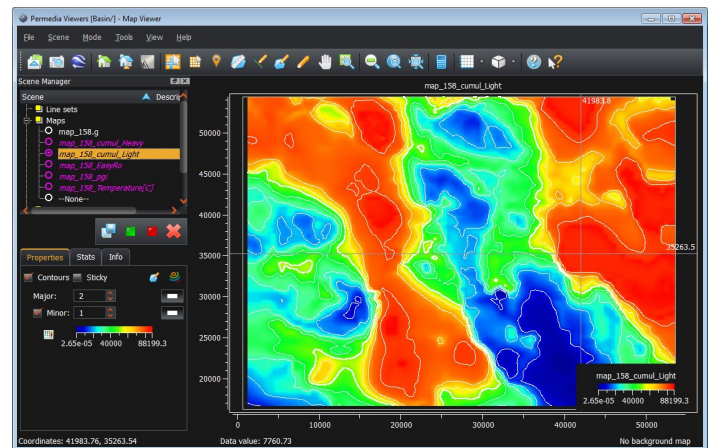 Permedia Viewers [Basin/] - [Map Viewer]
File Scene Mode Tools View Help
Scene Manager
Scene Descrip
Line sets
Maps
map_158.g
map_158_cumul_Heavy
map_158_cumul_Light
map_158_EasyRo
map_158_pgi
map_158_Temperature[C]
--None--
Properties Stats Info
Contours Sticky
Major: 2
Minor: 1
2.65e-05 40000 88199.3
map_158_cumul_Light
41983.8
50000
45000
40000
35263.5
35000
30000
25000
20000
map_158_cumul_Light
2.65e-05 40000 88199.3
0 10000 20000 30000 40000 50000
Coordinates: 41983.76, 35263.54 Data value: 7760.73 No background map